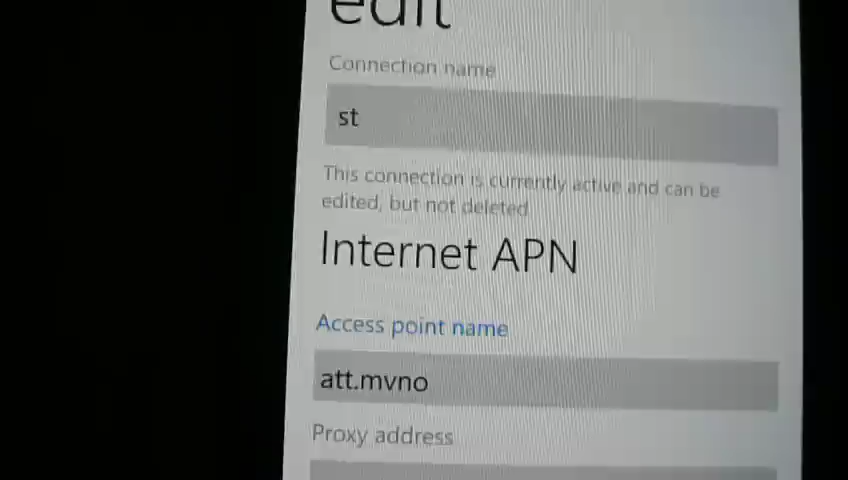 edit
Connection name
st
This connection is currently active and can be
edited, but not deleted
Internet APN
Access point name
att.mvno
Proxy address